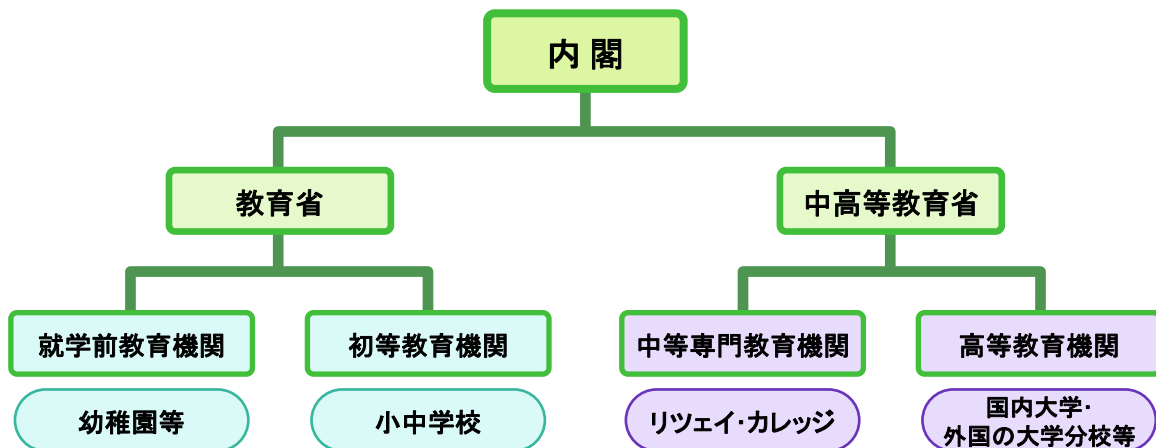 内 閣
教育省
中高等教育省
就学前教育機関
初等教育機関
中等専門教育機関
高等教育機関
幼稚園等
小中学校
リツェイ・カレッジ
国内大学・
外国の大学分校等